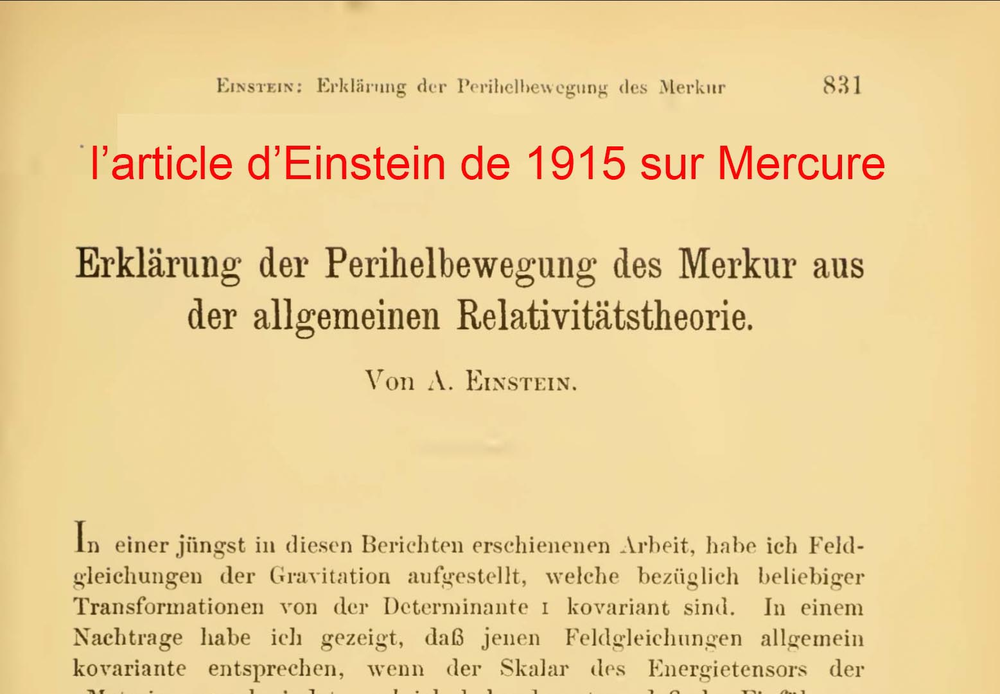 EINSTEIN: Erklärung der Perihelbewegung des Merkur 831
l’article d’Einstein de 1915 sur Mercure
Erklärung der Perihelbewegung des Merkur aus
der allgemeinen Relativitätstheorie.
Von A. EINSTEIN.
In einer jüngst in diesen Berichten erschienenen Arbeit, habe ich Feld-
gleichungen der Gravitation aufgestellt, welche bezüglich beliebiger
Transformationen von der Determinante 1 kovariant sind. In einem
Nachtrage habe ich gezeigt, daß jenen Feldgleichungen allgemein
kovariante entsprechen, wenn der Skalar des Energietensors der